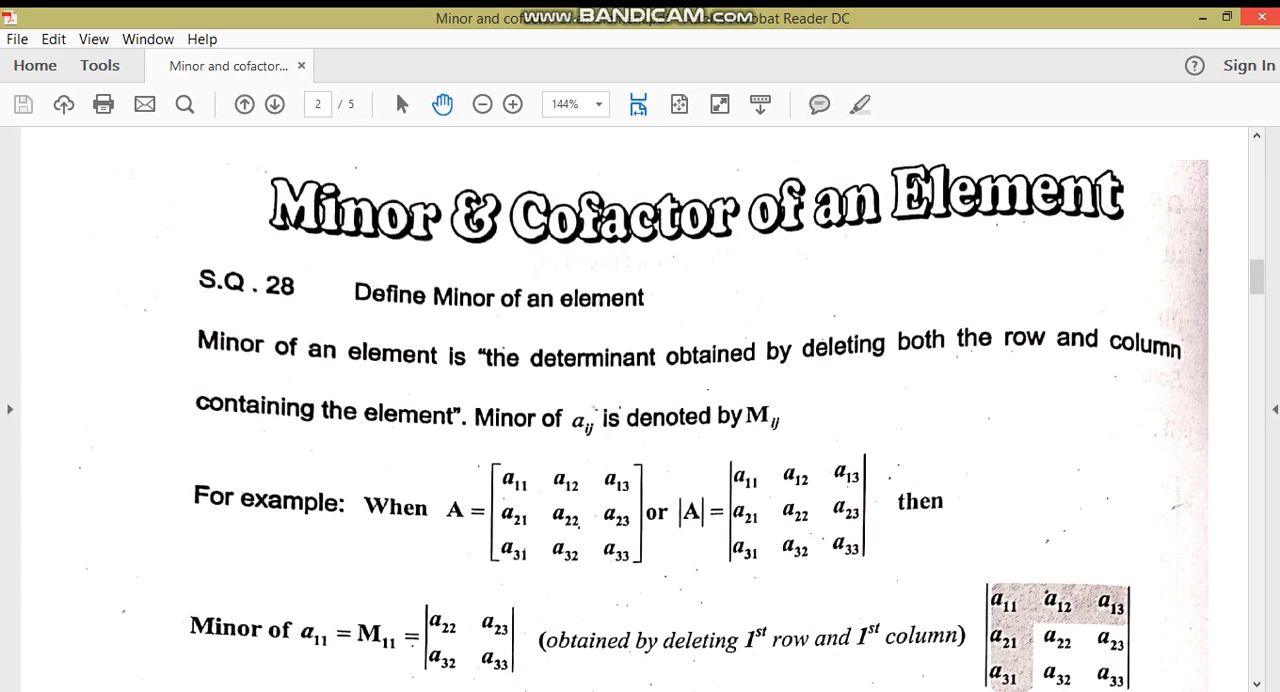 Minor and cof www.BANDICAM.com bat Reader DC
File Edit View Window Help
Home Tools Minor and cofactor... × Sign In
2 / 5 144%
Minor & Cofactor of an Element
S.Q . 28 Define Minor of an element
Minor of an element is “the determinant obtained by deleting both the row and column
containing the element”. Minor of aᵢⱼ is denoted by Mᵢⱼ
For example: When A = [a₁₁ a₁₂ a₁₃ a₂₁ a₂₂ a₂₃ a₃₁ a₃₂ a₃₃] or |A| = |a₁₁ a₁₂ a₁₃ a₂₁ a₂₂ a₂₃ a₃₁ a₃₂ a₃₃| then
Minor of a₁₁ = M₁₁ = |a₂₂ a₂₃ a₃₂ a₃₃| (obtained by deleting 1st row and 1st column) |a₁₁ a₁₂ a₁₃ a₂₁ a₂₂ a₂₃ a₃₁ a₃₂ a₃₃|